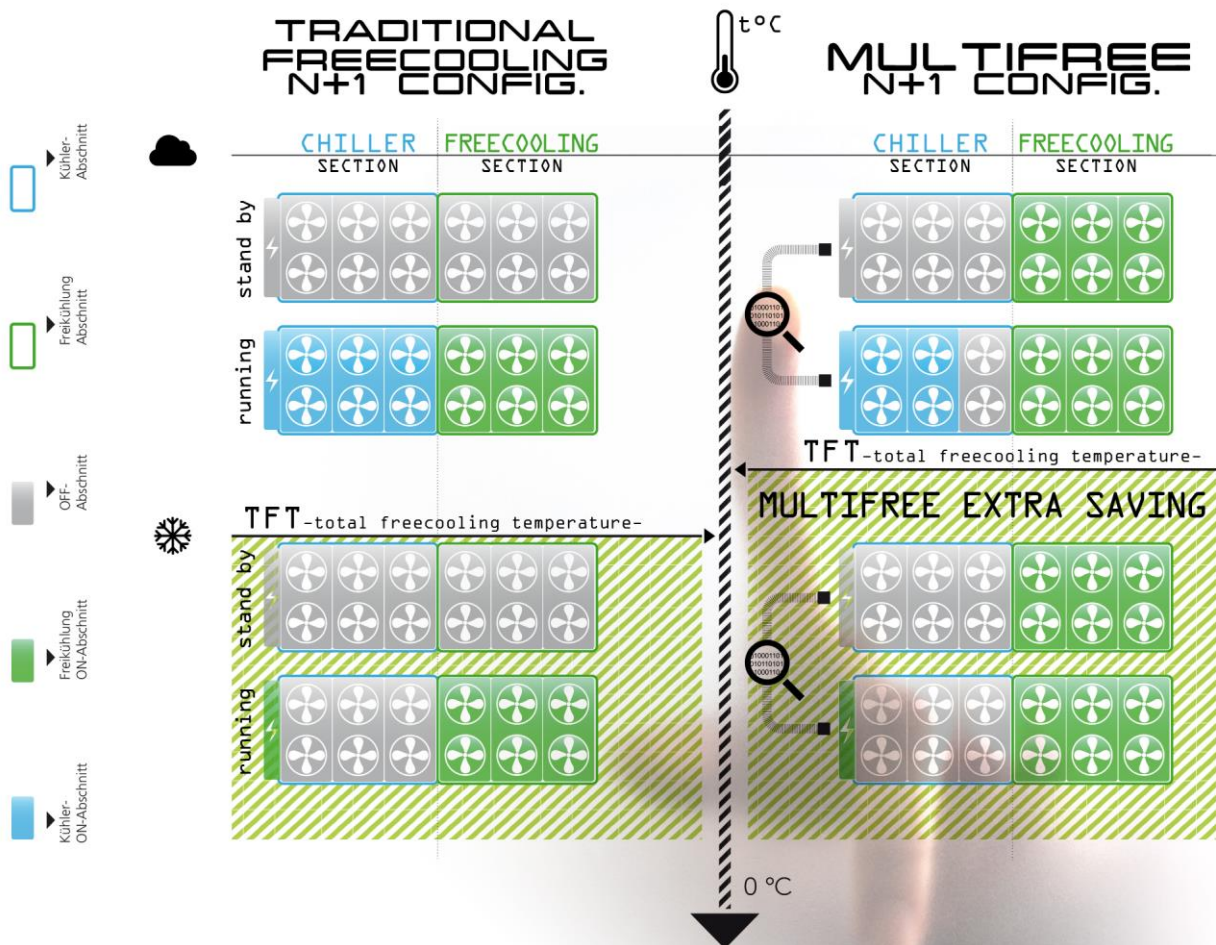 TRADITIONAL
FREECOOLING
N+1 CONFIG.
t°C
MULTIFREE
N+1 CONFIG.
CHILLER
SECTION
FREECOOLING
SECTION
CHILLER
SECTION
FREECOOLING
SECTION
Kühler-
Abschnitt
Freikühlung
Abschnitt
OFF-
Abschnitt
Freikühlung
ON-Abschnitt
Kühler-
ON-Abschnitt
stand by
running
TFT-total freecooling temperature-
stand by
running
TFT-total freecooling temperature-
MULTIFREE EXTRA SAVING
0 °C